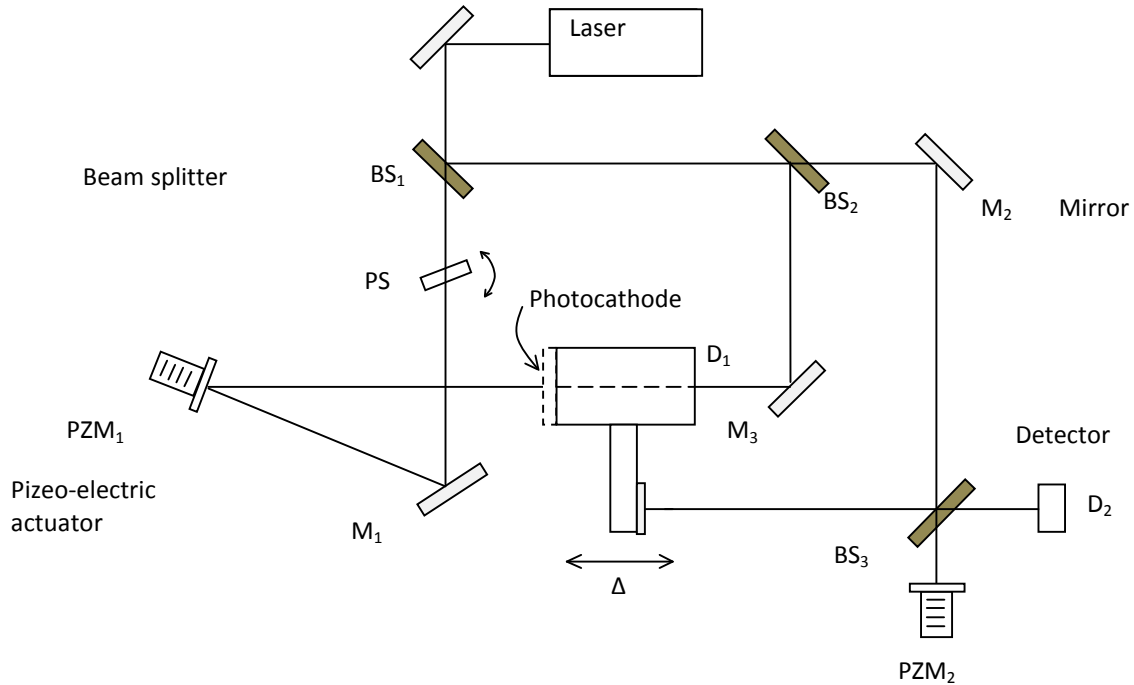 Laser
Beam splitter
BS₁
BS₂
M₂
Mirror
PS
Photocathode
D₁
PZM₁
M₃
Detector
Pizeo-electric
actuator
M₁
D₂
BS₃
Δ
PZM₂